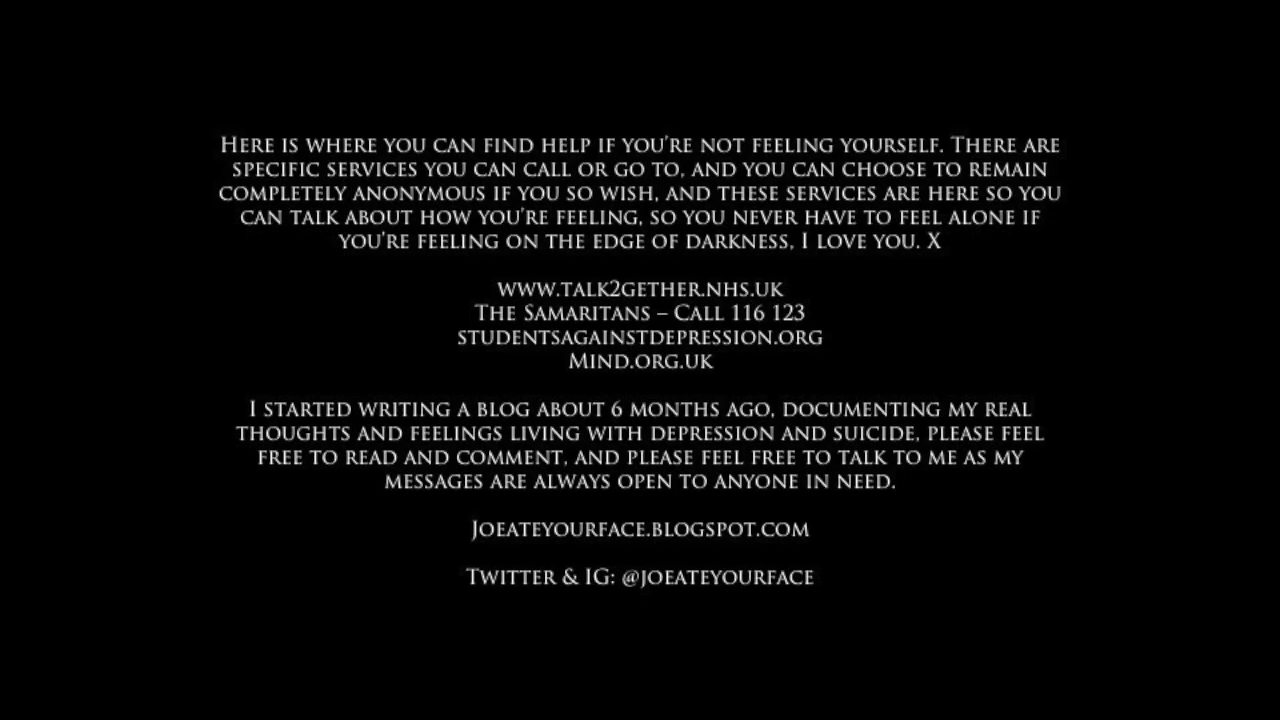 Here is where you can find help if you're not feeling yourself. There are
specific services you can call or go to, and you can choose to remain
completely anonymous if you so wish, and these services are here so you
can talk about how you're feeling, so you never have to feel alone if
you're feeling on the edge of darkness, I love you. X
www.talk2gether.nhs.uk
The Samaritans – Call 116 123
studentsagainstdepression.org
Mind.org.uk
I started writing a blog about 6 months ago, documenting my real
thoughts and feelings living with depression and suicide, please feel
free to read and comment, and please feel free to talk to me as my
messages are always open to anyone in need.
Joeateyourface.blogspot.com
Twitter & IG: @joeateyourface